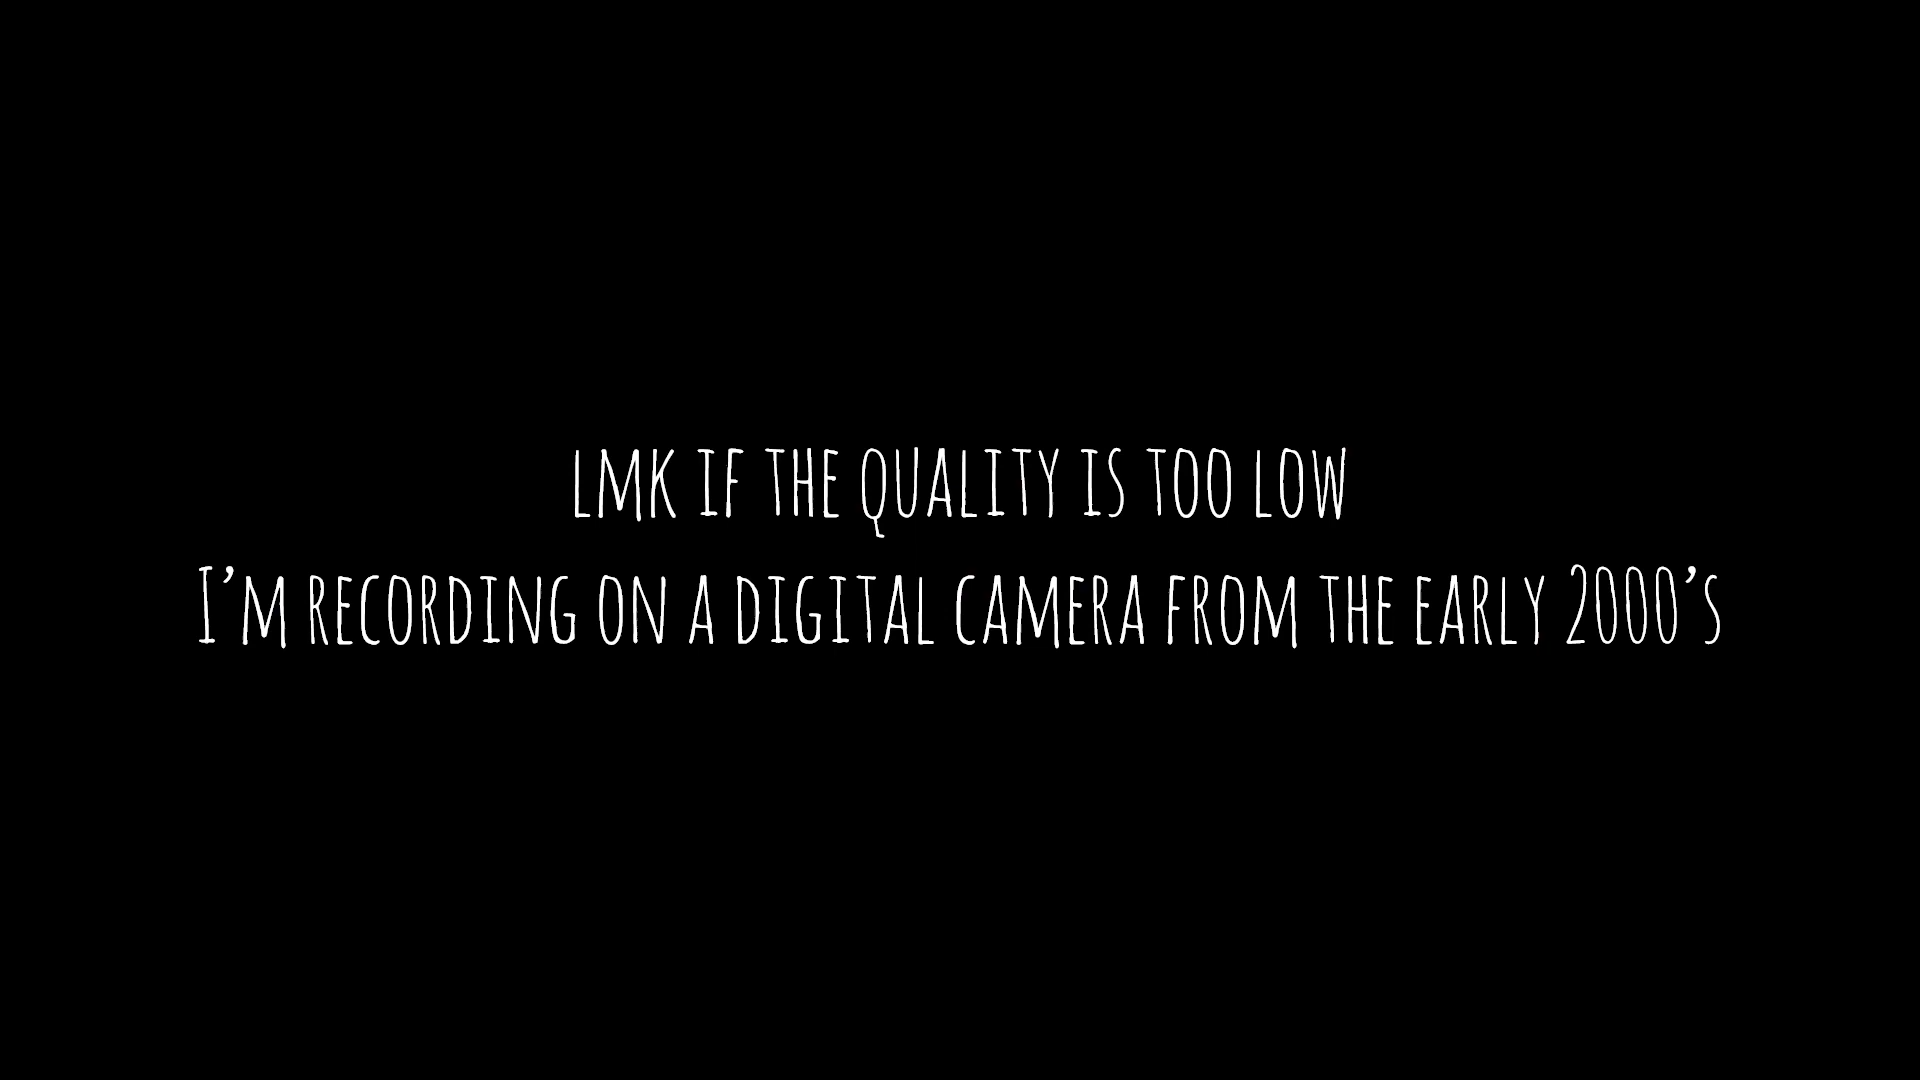 LMK IF THE QUALITY IS TOO LOW
I'M RECORDING ON A DIGITAL CAMERA FROM THE EARLY 2000'S